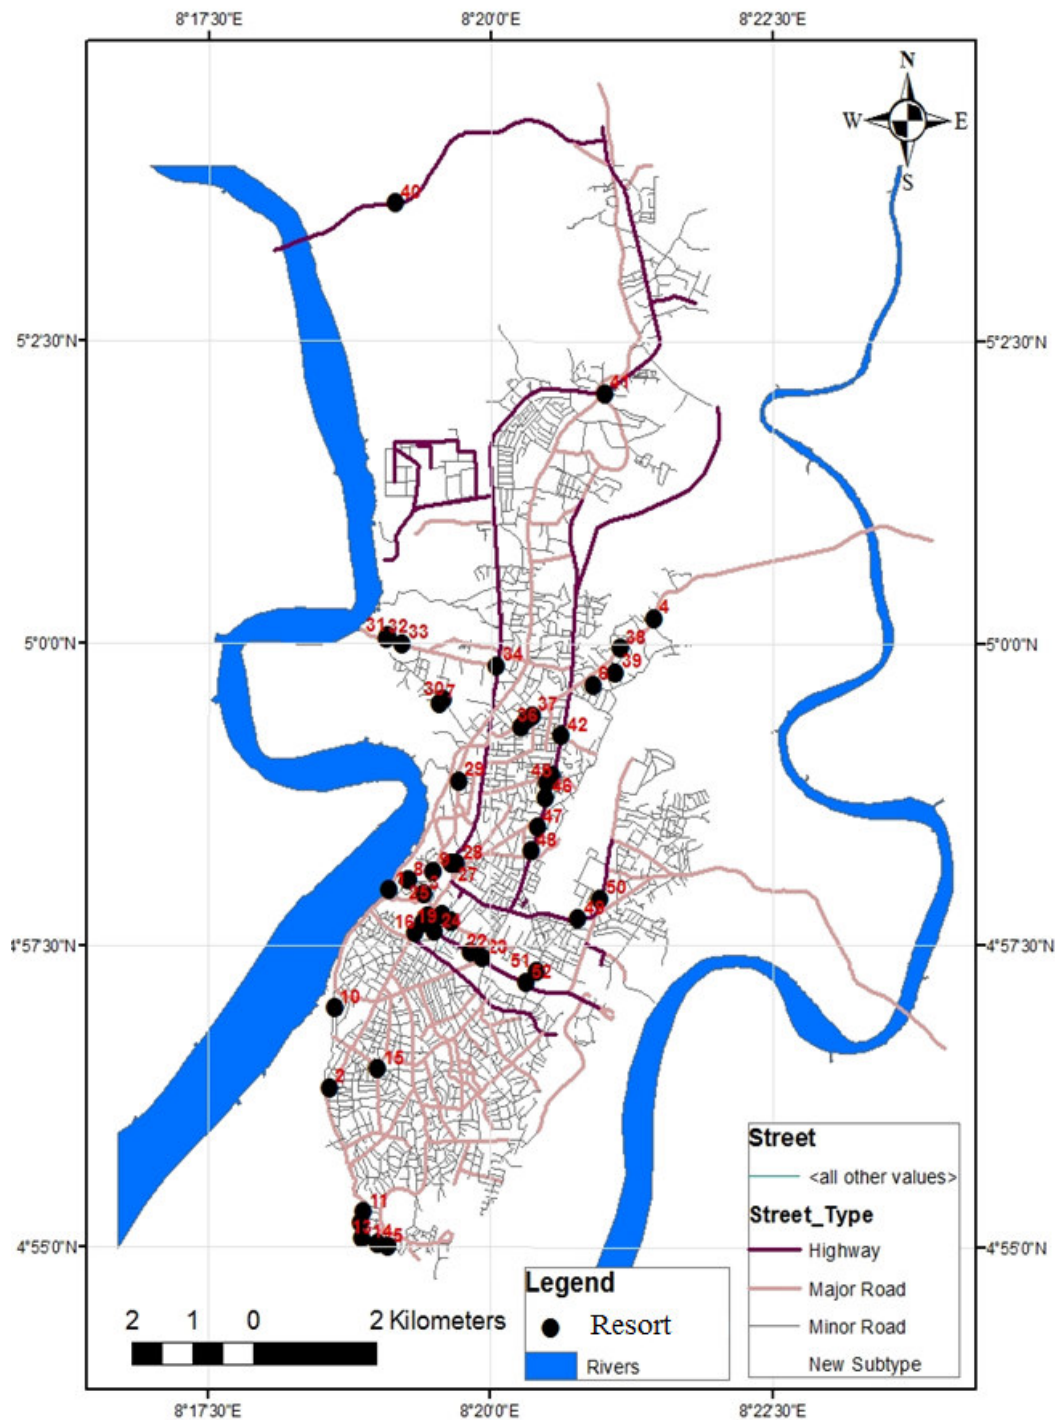 8°17'30"E 8°20'0"E 8°22'30"E
N
W E
S
40
5°2'30"N 5°2'30"N
41
4
31 32 33 38
5°0'0"N 5°0'0"N
34 39
6
30 7
36 37
42
29 45
46
47
48
9 28
8 27
1 3
25 50
49
16 19 24
4°57'30"N 4°57'30"N
22 23 51
52
10
15
2
11
13
14 5
4°55'0"N 4°55'0"N
Street
<all other values>
Street_Type
Highway
Major Road
Minor Road
New Subtype
Legend
Resort
Rivers
2 1 0 2 Kilometers
8°17'30"E 8°20'0"E 8°22'30"E